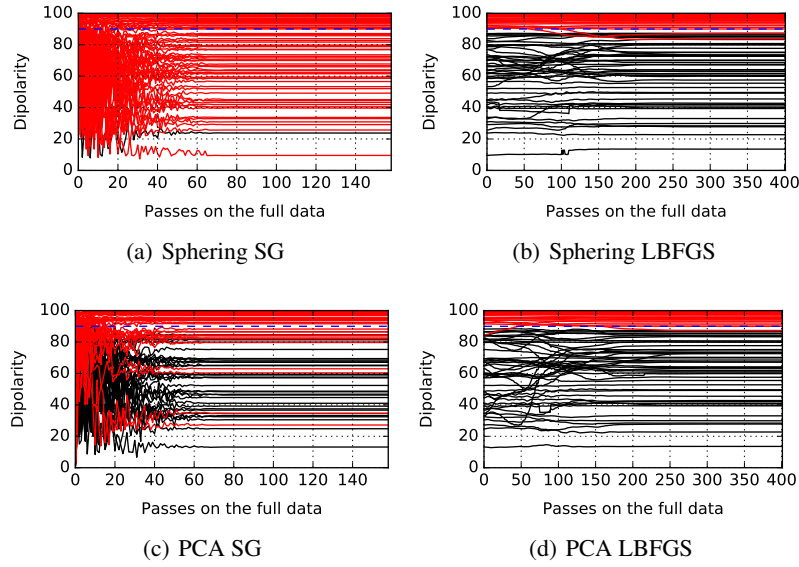 100
80
60
40
20
0
Dipolarity
0 20 40 60 80 100 120 140
Passes on the full data
(a) Sphering SG
100
80
60
40
20
0
Dipolarity
0 50 100 150 200 250 300 350 400
Passes on the full data
(b) Sphering LBFGS
100
80
60
40
20
0
Dipolarity
0 20 40 60 80 100 120 140
Passes on the full data
(c) PCA SG
100
80
60
40
20
0
Dipolarity
0 50 100 150 200 250 300 350 400
Passes on the full data
(d) PCA LBFGS